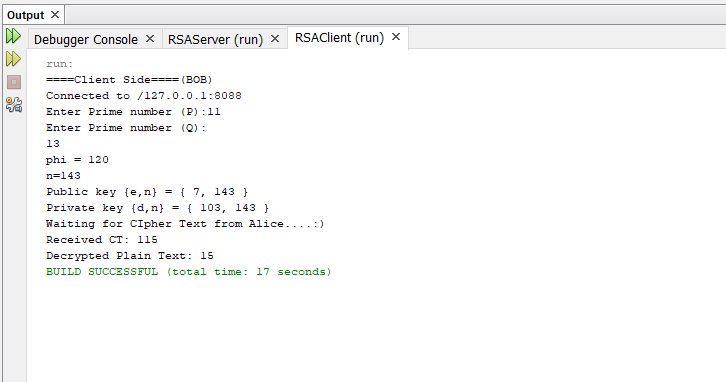 Output ×
Debugger Console × RSAServer (run) × RSAClient (run) ×
run:
====Client Side====(BOB)
Connected to /127.0.0.1:8088
Enter Prime number (P):11
Enter Prime number (Q):
13
phi = 120
n=143
Public key {e,n} = { 7, 143 }
Private key {d,n} = { 103, 143 }
Waiting for CIpher Text from Alice....:)
Received CT: 115
Decrypted Plain Text: 15
BUILD SUCCESSFUL (total time: 17 seconds)